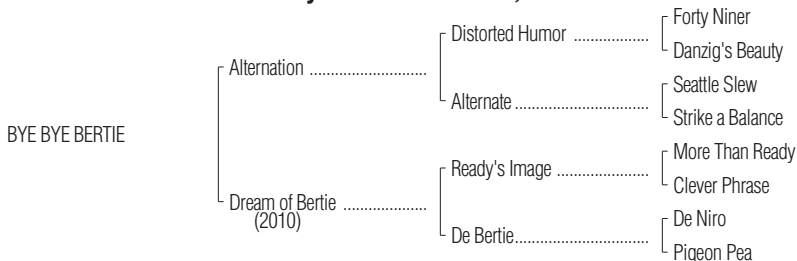 Forty Niner
Distorted Humor ..................
Danzig's Beauty
Alternation ...........................
Seattle Slew
Alternate ...............................
Strike a Balance
BYE BYE BERTIE
More Than Ready
Ready's Image .....................
Clever Phrase
Dream of Bertie ...................
(2010)
De Niro
De Bertie...............................
Pigeon Pea